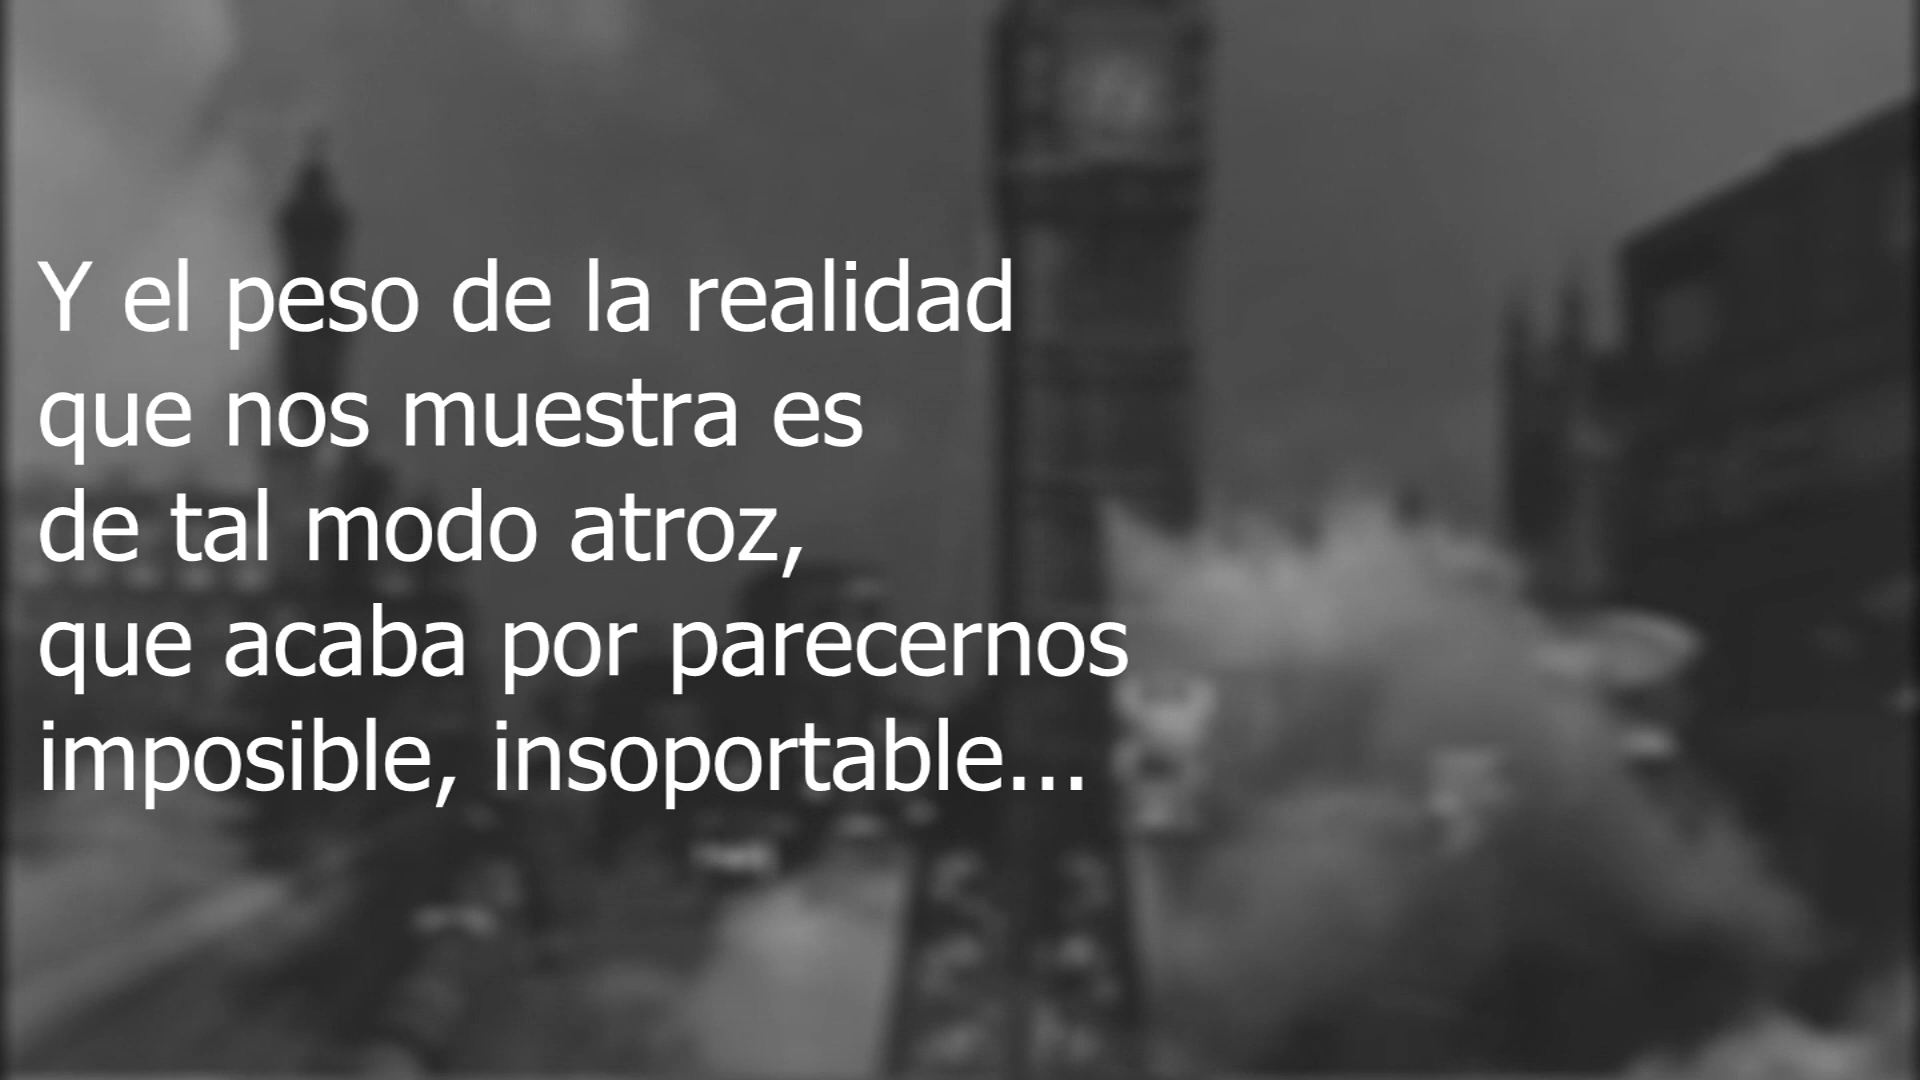 Y el peso de la realidad
que nos muestra es
de tal modo atroz,
que acaba por parecernos
imposible, insoportable...